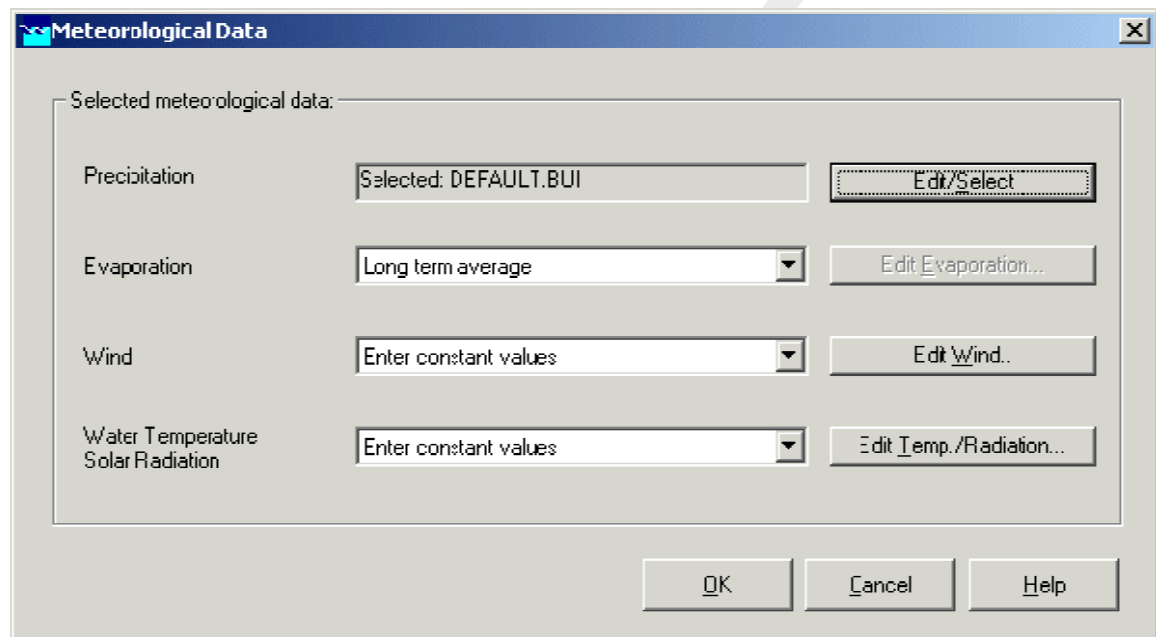 Meteorological Data
Selected meteorological data:
Precipitation
Selected: DEFAULT.BUI
Edit/Select
Evaporation
Long term average
Edit Evaporation...
Wind
Enter constant values
Edit Wind..
Water Temperature
Solar Radiation
Enter constant values
Edit Temp./Radiation...
OK
Cancel
Help